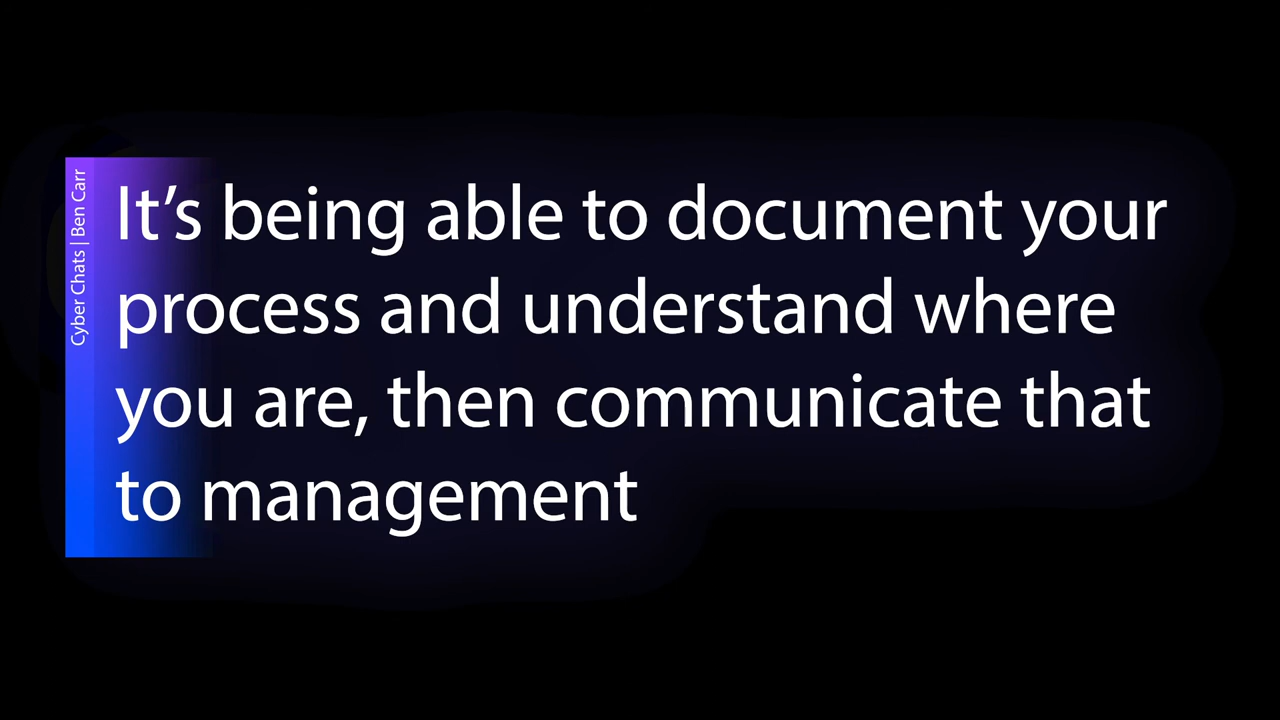 Cyber Chats | Ben Carr
It’s being able to document your
process and understand where
you are, then communicate that
to management